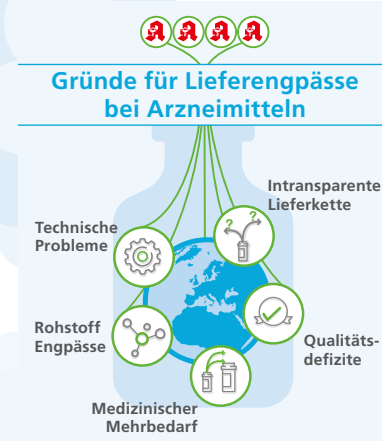 Gründe für Lieferengpässe
bei Arzneimitteln
Intransparente
Lieferkette
Technische
Probleme
Rohstoff
Engpässe
Qualitäts-
defizite
Medizinischer
Mehrbedarf